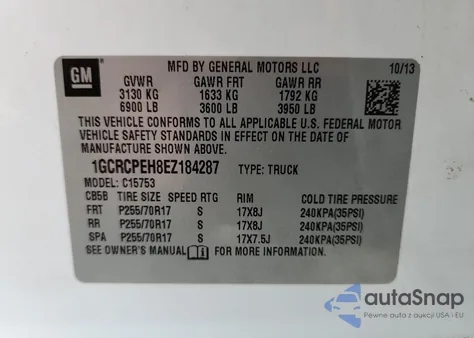 GM
MFD BY GENERAL MOTORS LLC 10/13
GVWR GAWR FRT GAWR RR
3130 KG 1633 KG 1792 KG
6900 LB 3600 LB 3950 LB
THIS VEHICLE CONFORMS TO ALL APPLICABLE U.S. FEDERAL MOTOR
VEHICLE SAFETY STANDARDS IN EFFECT ON THE DATE OF
MANUFACTURE SHOWN ABOVE.
1GCRCPEH8EZ184287 TYPE: TRUCK
MODEL: C15753
CB5B TIRE SIZE SPEED RTG RIM COLD TIRE PRESSURE
FRT P255/70R17 S 17X8J 240KPA(35PSI)
RR P255/70R17 S 17X8J 240KPA(35PSI)
SPA P255/70R17 S 17X7.5J 240KPA(35PSI)
SEE OWNER'S MANUAL FOR MORE INFORMATION.
autoSnap
Pewne auta z aukcji USA i EU